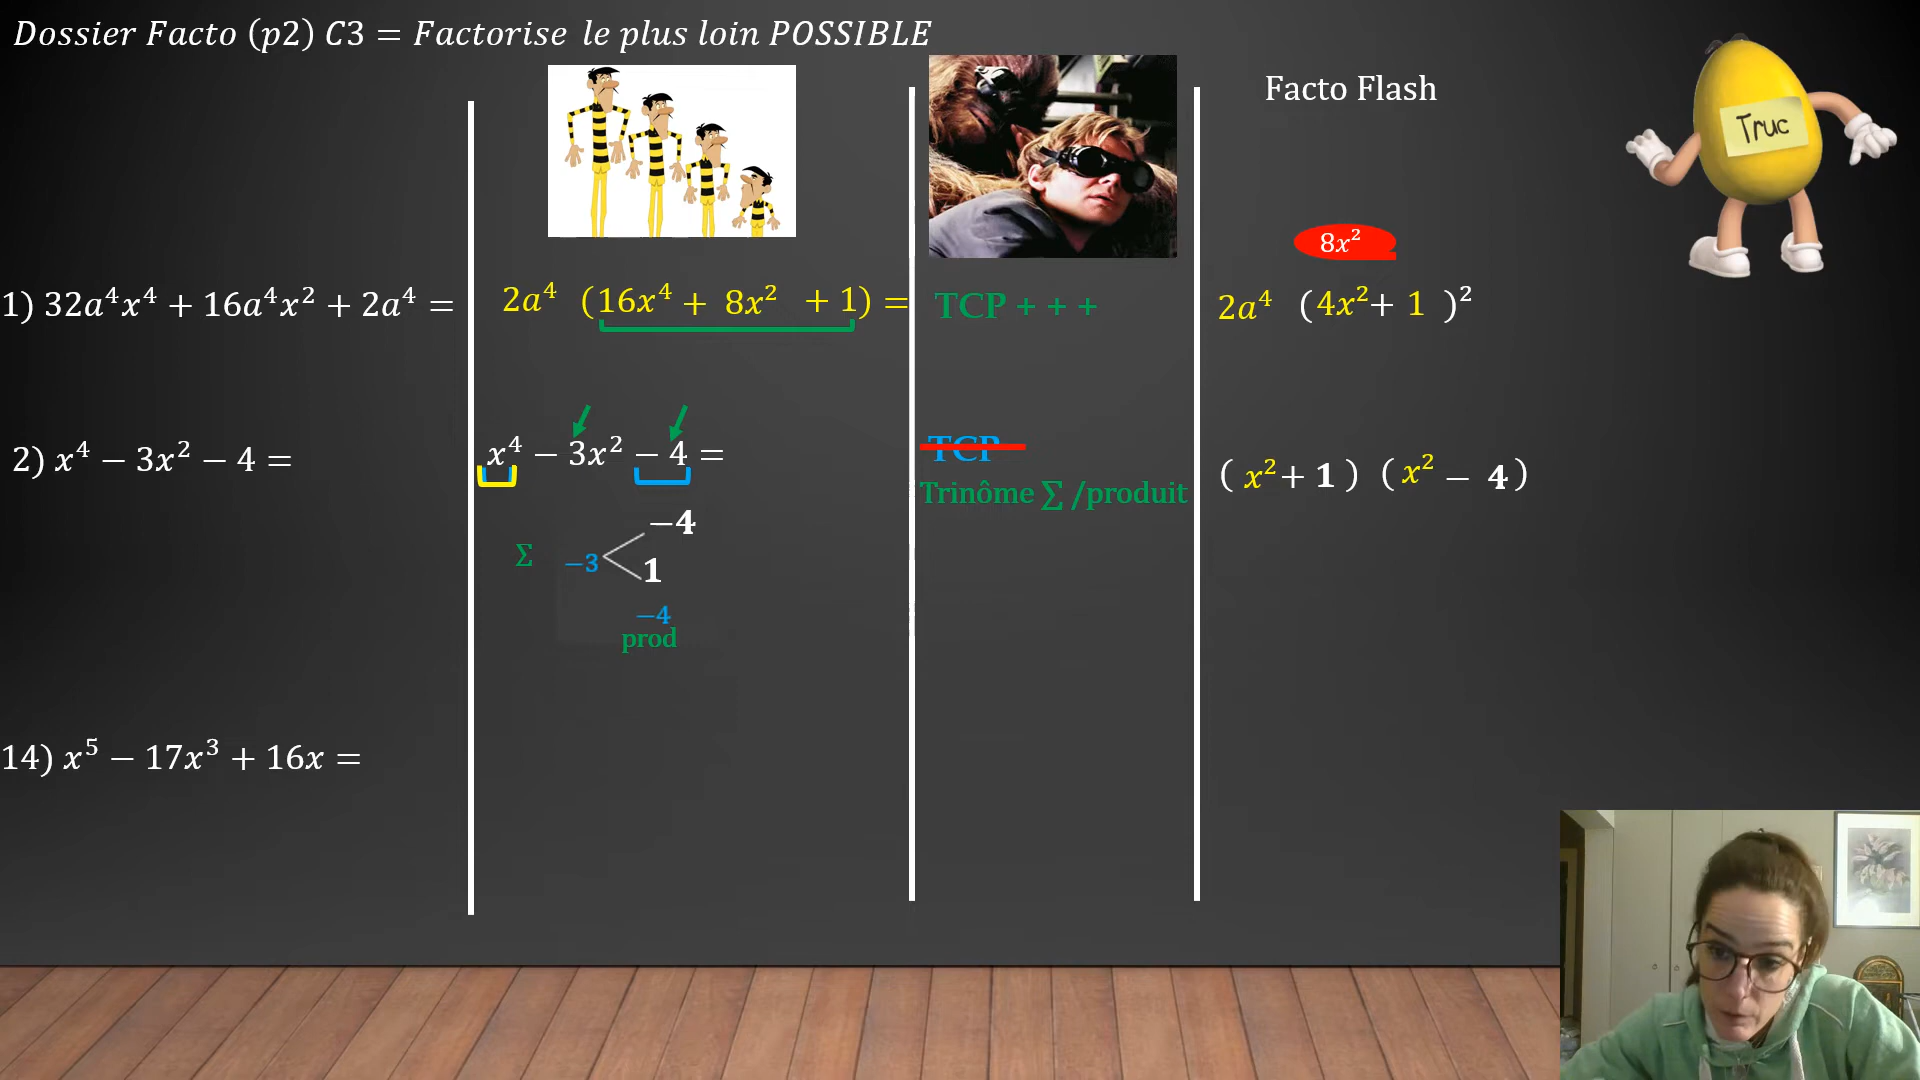 Dossier Facto (p2) C3 = Factorise le plus loin POSSIBLE
Facto Flash
Truc
8x²
1) 32a⁴x⁴ + 16a⁴x² + 2a⁴ = 2a⁴ (16x⁴ + 8x² + 1) = TCP + + + 2a⁴ (4x² + 1 )²
2) x⁴ − 3x² − 4 = x⁴ − 3x² − 4 = TCP (x² + 1 ) (x² − 4 )
Trinôme ∑ /produit
−4
Σ −3
1
−4
prod
14) x⁵ − 17x³ + 16x =